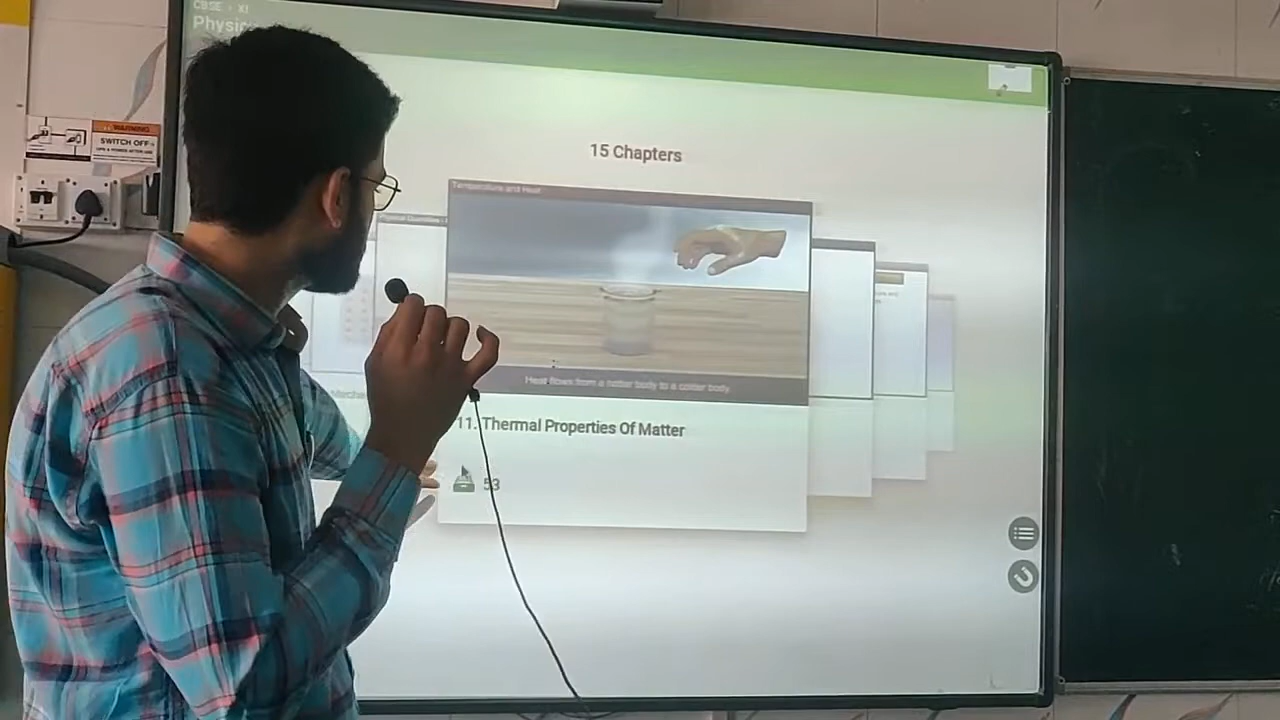 CBSE - XI
Physic
15 Chapters
Temperature and Heat
Heat flows from a hotter body to a colder body.
11. Thermal Properties Of Matter
53
WARNING
SWITCH OFF